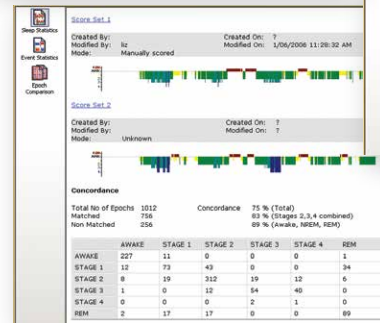 Sleep Statistics
Event Statistics
Epoch Comparison
Score Set 1
Created By: Created On: ?
Modified By: liz Modified On: 1/06/2006 11:29:32 AM
Mode: Manually scored
Score Set 2
Created By: Created On: ?
Modified By: Modified On: ?
Mode: Unknown
Concordance
Total No of Epochs 1012 Concordance 75 % (Total)
Matched 756 83 % (Stages 2,3,4 combined)
Non Matched 256 89 % (Awake, NREM, REM)
AWAKE STAGE 1 STAGE 2 STAGE 3 STAGE 4 REM
AWAKE 227 11 0 0 0 1
STAGE 1 12 73 43 0 0 34
STAGE 2 8 19 312 19 12 6
STAGE 3 1 0 12 54 48 0
STAGE 4 0 0 0 2 1 0
REM 2 17 17 0 0 89